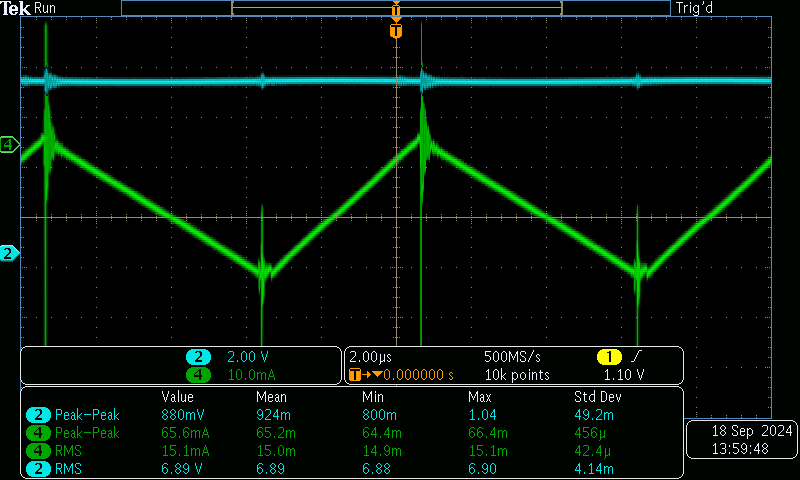 Tek Run Trig'd
T
T
4
2
2 2.00 V
4 10.0mA
2.00µs 500MS/s 1
T→▼0.000000 s 10k points 1.10 V
Value Mean Min Max Std Dev
2 Peak-Peak 880mV 924m 800m 1.04 49.2m
4 Peak-Peak 65.6mA 65.2m 64.4m 66.4m 456µ
4 RMS 15.1mA 15.0m 14.9m 15.1m 42.4µ
2 RMS 6.89 V 6.89 6.88 6.90 4.14m
18 Sep 2024
13:59:48